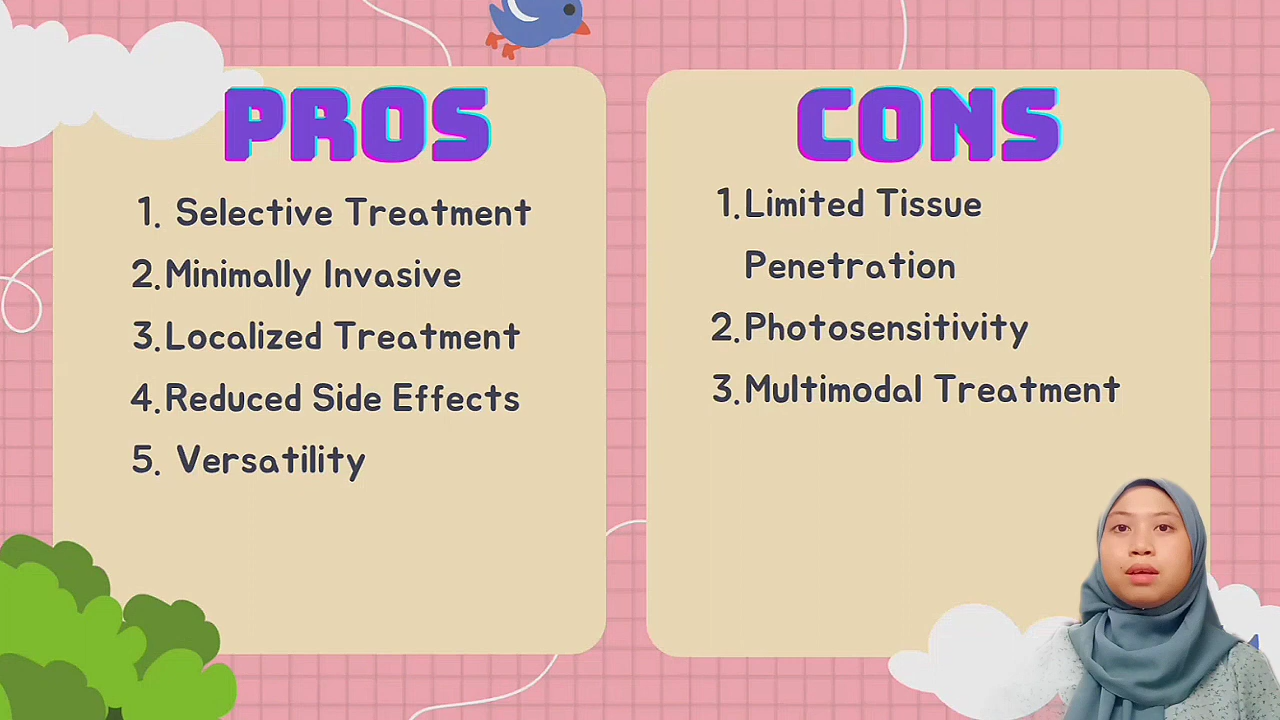 PROS
1. Selective Treatment
2. Minimally Invasive
3. Localized Treatment
4. Reduced Side Effects
5. Versatility
CONS
1. Limited Tissue
Penetration
2. Photosensitivity
3. Multimodal Treatment